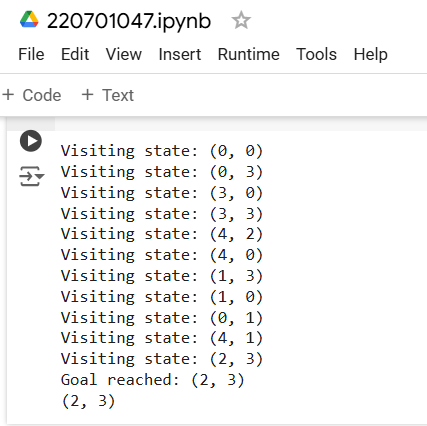 220701047.ipynb
File Edit View Insert Runtime Tools Help
+ Code + Text
Visiting state: (0, 0)
Visiting state: (0, 3)
Visiting state: (3, 0)
Visiting state: (3, 3)
Visiting state: (4, 2)
Visiting state: (4, 0)
Visiting state: (1, 3)
Visiting state: (1, 0)
Visiting state: (0, 1)
Visiting state: (4, 1)
Visiting state: (2, 3)
Goal reached: (2, 3)
(2, 3)